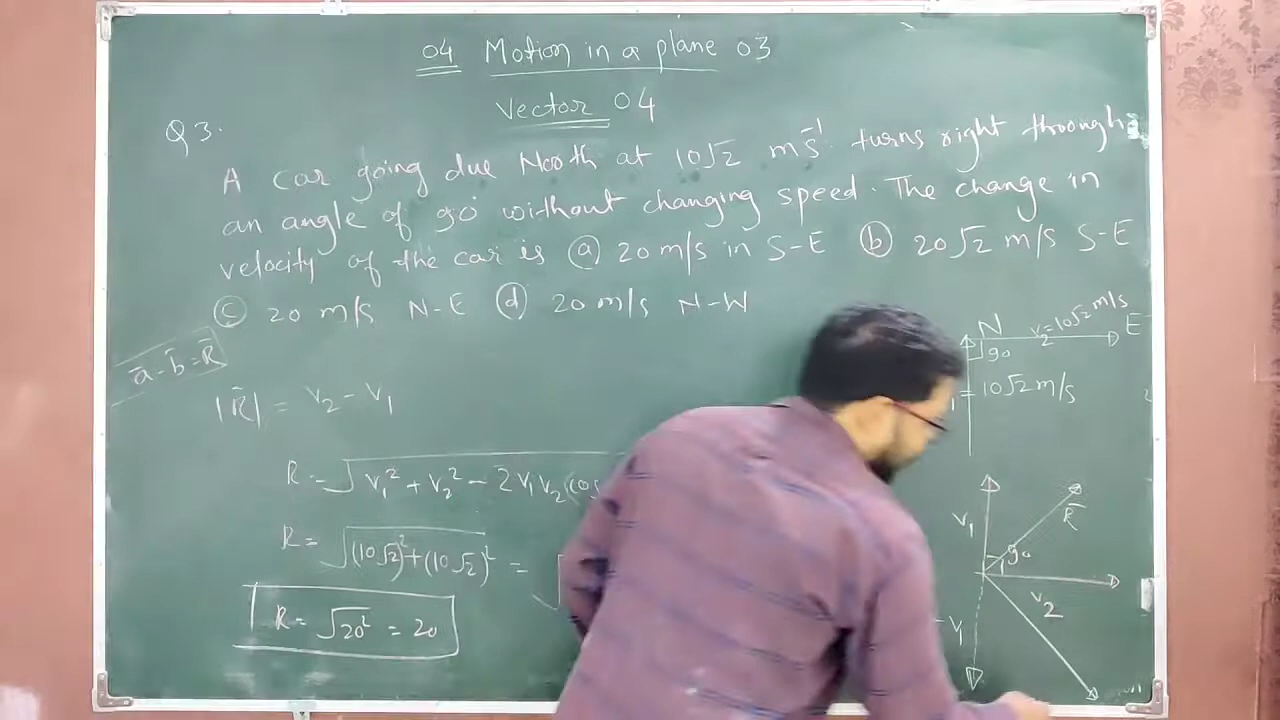 04 Motion in a plane 03
Vector 04
Q3.
A car going due North at 10√2 ms⁻¹ turns right through
an angle of 90° without changing speed. The change in
velocity of the car is (a) 20 m/s in S-E (b) 20√2 m/s S-E
(c) 20 m/s N-E (d) 20 m/s N-W
a̅ - b̅ = R̅
|R̅| = v₂ - v₁
R = √v₁² + v₂² - 2v₁v₂ cos
R = √(10√2)² + (10√2)² =
R = √20² = 20
N v₂ = 10√2 m/s E
90
= 10√2 m/s
v₁ R̅
90
v₂
- v₁